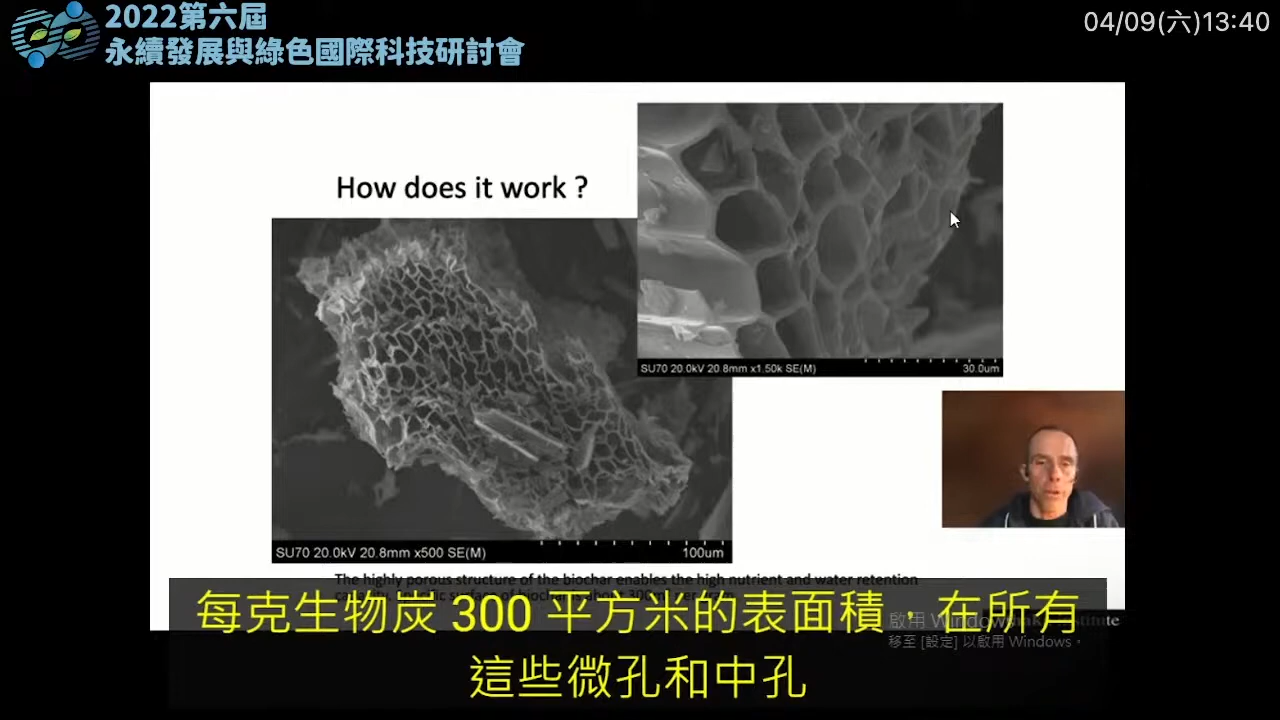 2022第六屆
永續發展與綠色國際科技研討會
04/09(六)13:40
How does it work ?
SU70 20.0kV 20.8mm x1.50k SE(M) 30.0um
SU70 20.0kV 20.8mm x500 SE(M) 100um
The highly porous structure of the biochar enables the high nutrient and water retention
每克生物炭 300 平方米的表面積，在所有
這些微孔和中孔
啟用 Windows
移至 [設定] 以啟用 Windows。